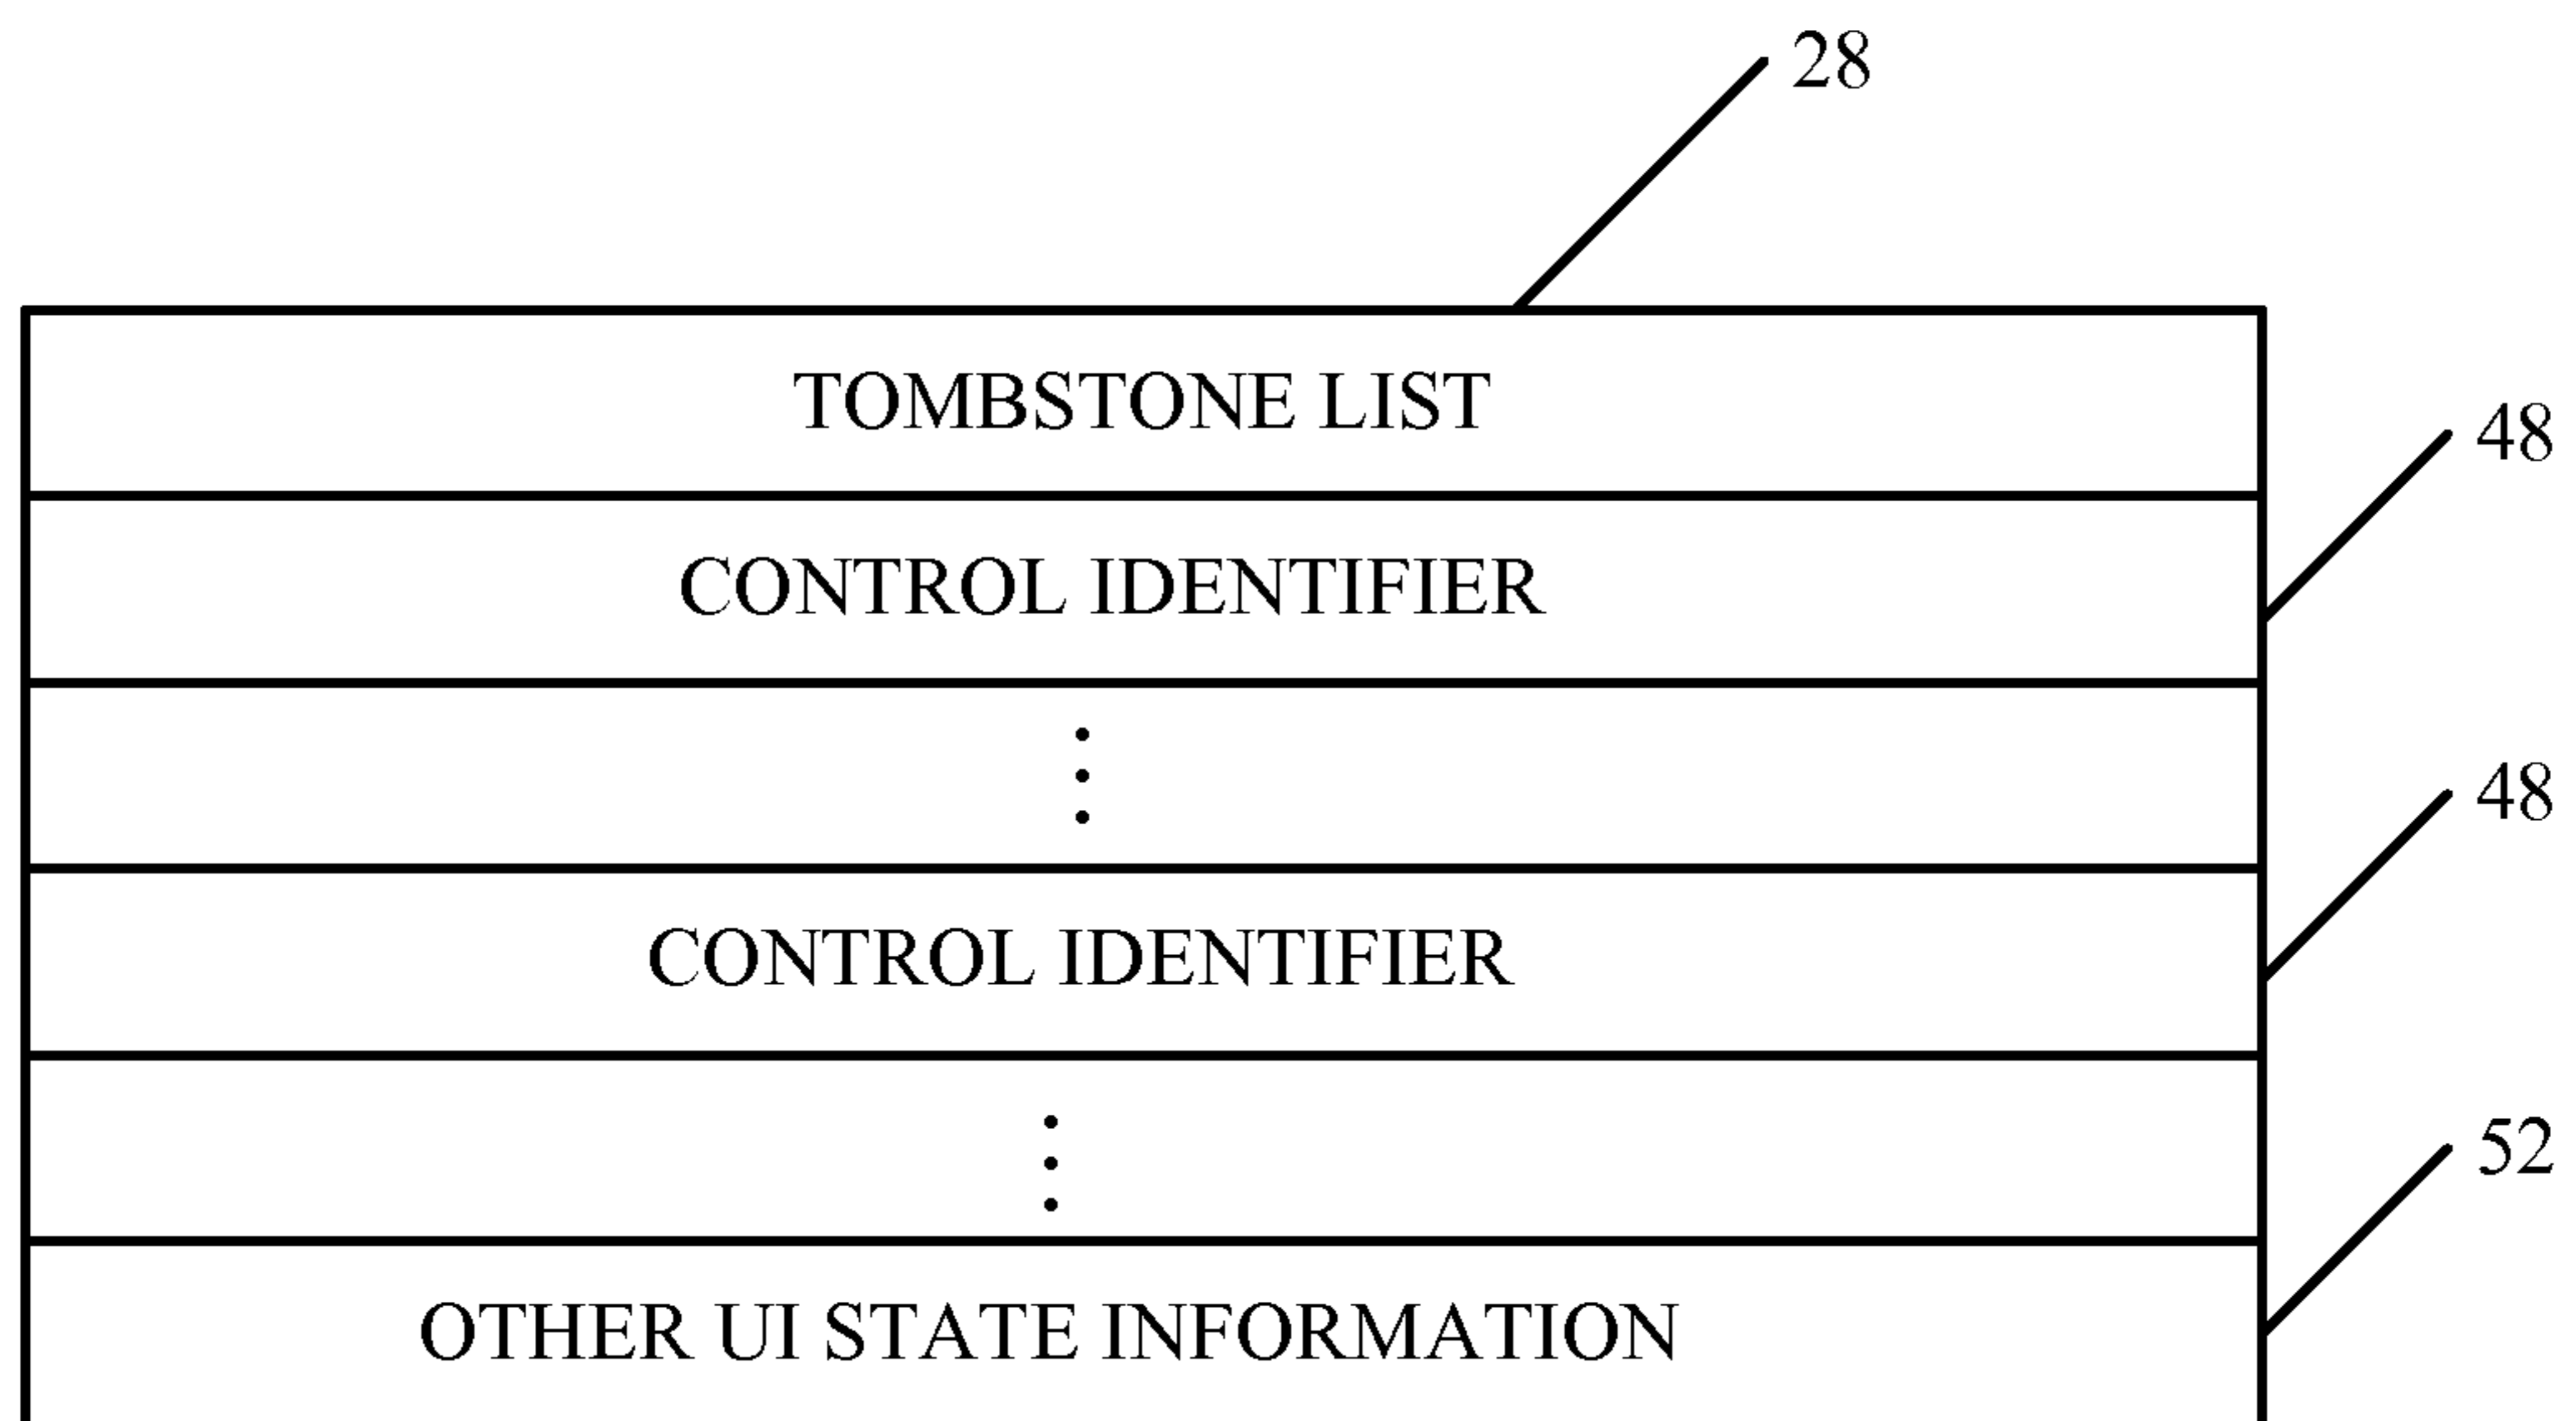 28
TOMBSTONE LIST
48
CONTROL IDENTIFIER
48
CONTROL IDENTIFIER
52
OTHER UI STATE INFORMATION